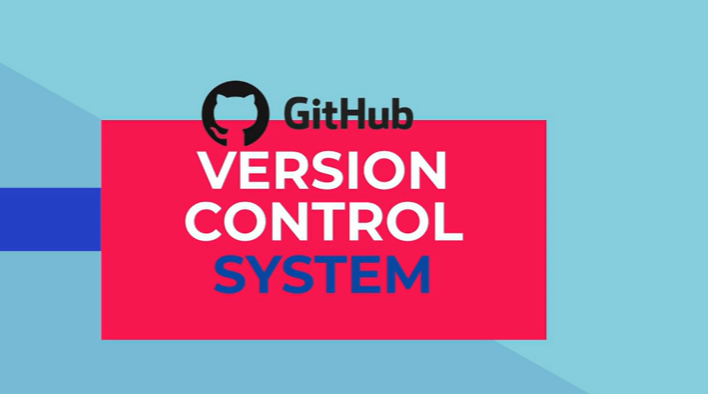 GitHub
VERSION
CONTROL
SYSTEM